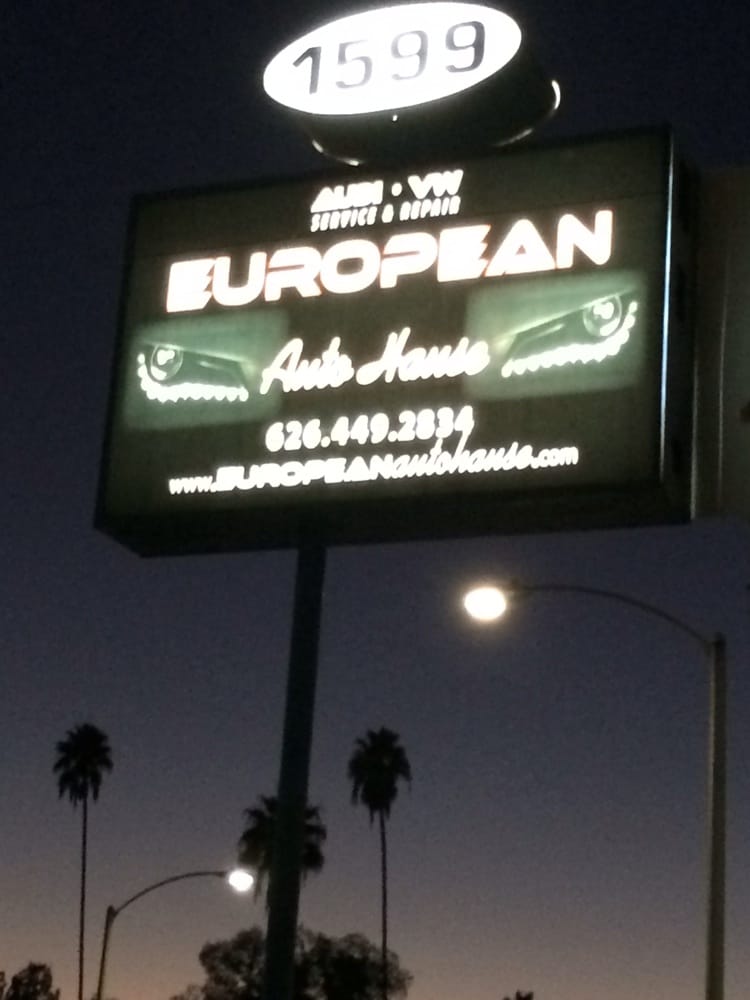 1599
AUDI • VW
SERVICE & REPAIR
EUROPEAN
Auto Hause
626.449.2834
www.EUROPEANautohause.com